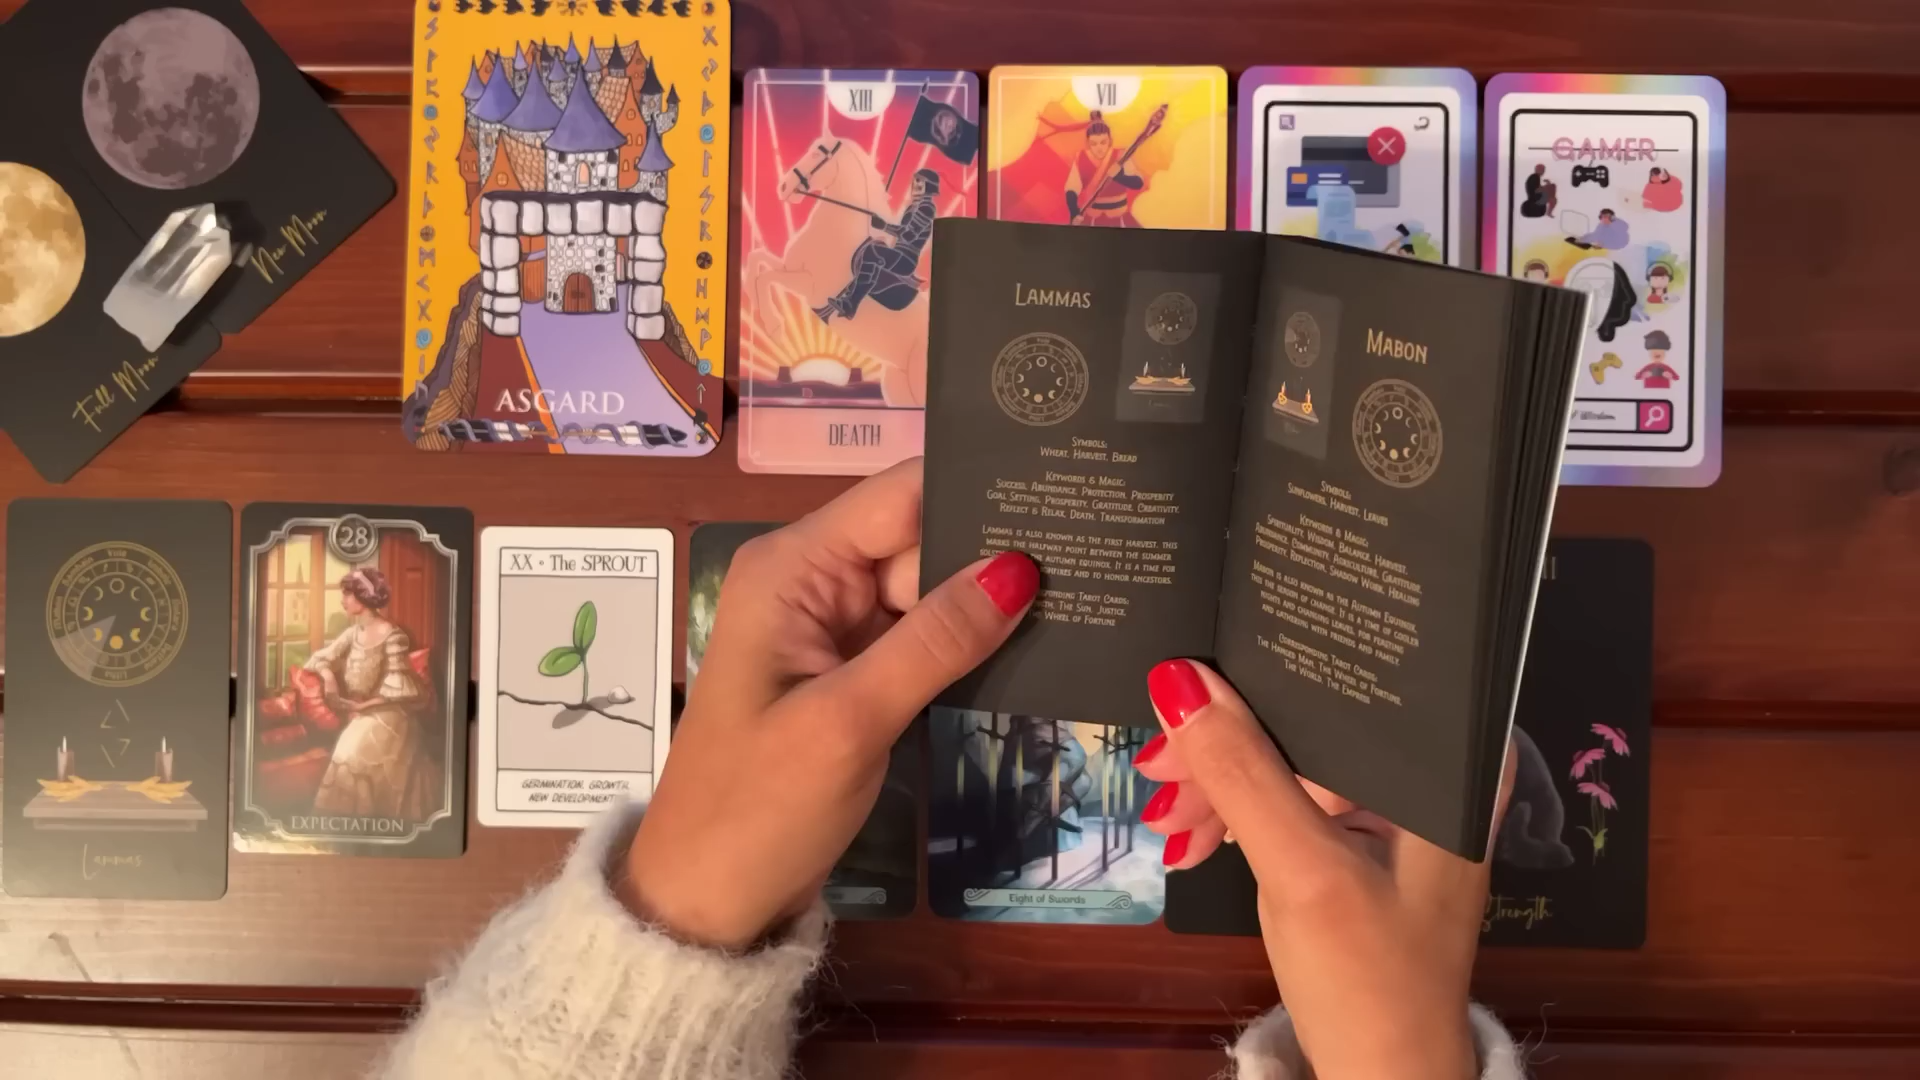 New Moon
Full Moon
ASGARD
XIII
DEATH
VII
GAMER
Lammas
28
EXPECTATION
XX • The SPROUT
GERMINATION, GROWTH,
NEW DEVELOPMENT
LAMMAS
SYMBOLS:
WHEAT, HARVEST, BREAD
KEYWORDS & MAGIC:
SUCCESS, ABUNDANCE, PROTECTION, PROSPERITY
GOAL SETTING, PROSPERITY, GRATITUDE, CREATIVITY,
REFLECT & RELAX, DEATH, TRANSFORMATION
LAMMAS IS ALSO KNOWN AS THE FIRST HARVEST. THIS
MARKS THE HALFWAY POINT BETWEEN THE SUMMER
AUTUMN EQUINOX. IT IS A TIME FOR
AND TO HONOR ANCESTORS.
TAROT CARDS:
THE SUN, JUSTICE,
WHEEL OF FORTUNE
MABON
SYMBOLS:
SUNFLOWERS, HARVEST, LEAVES
KEYWORDS & MAGIC:
SPIRITUALITY, WISDOM, BALANCE, HARVEST,
ABUNDANCE, COMMUNITY, AGRICULTURE, GRATITUDE,
PROSPERITY, REFLECTION, SHADOW WORK, HEALING
MABON IS ALSO KNOWN AS THE AUTUMN EQUINOX,
THIS THE SEASON OF CHANGE. IT IS A TIME OF COOLER
NIGHTS AND CHANGING LEAVES, FOR FEASTING
AND GATHERING WITH FRIENDS AND FAMILY.
CORRESPONDING TAROT CARDS:
THE HANGED MAN, THE WHEEL OF FORTUNE,
THE WORLD, THE EMPRESS
Eight of Swords
Strength